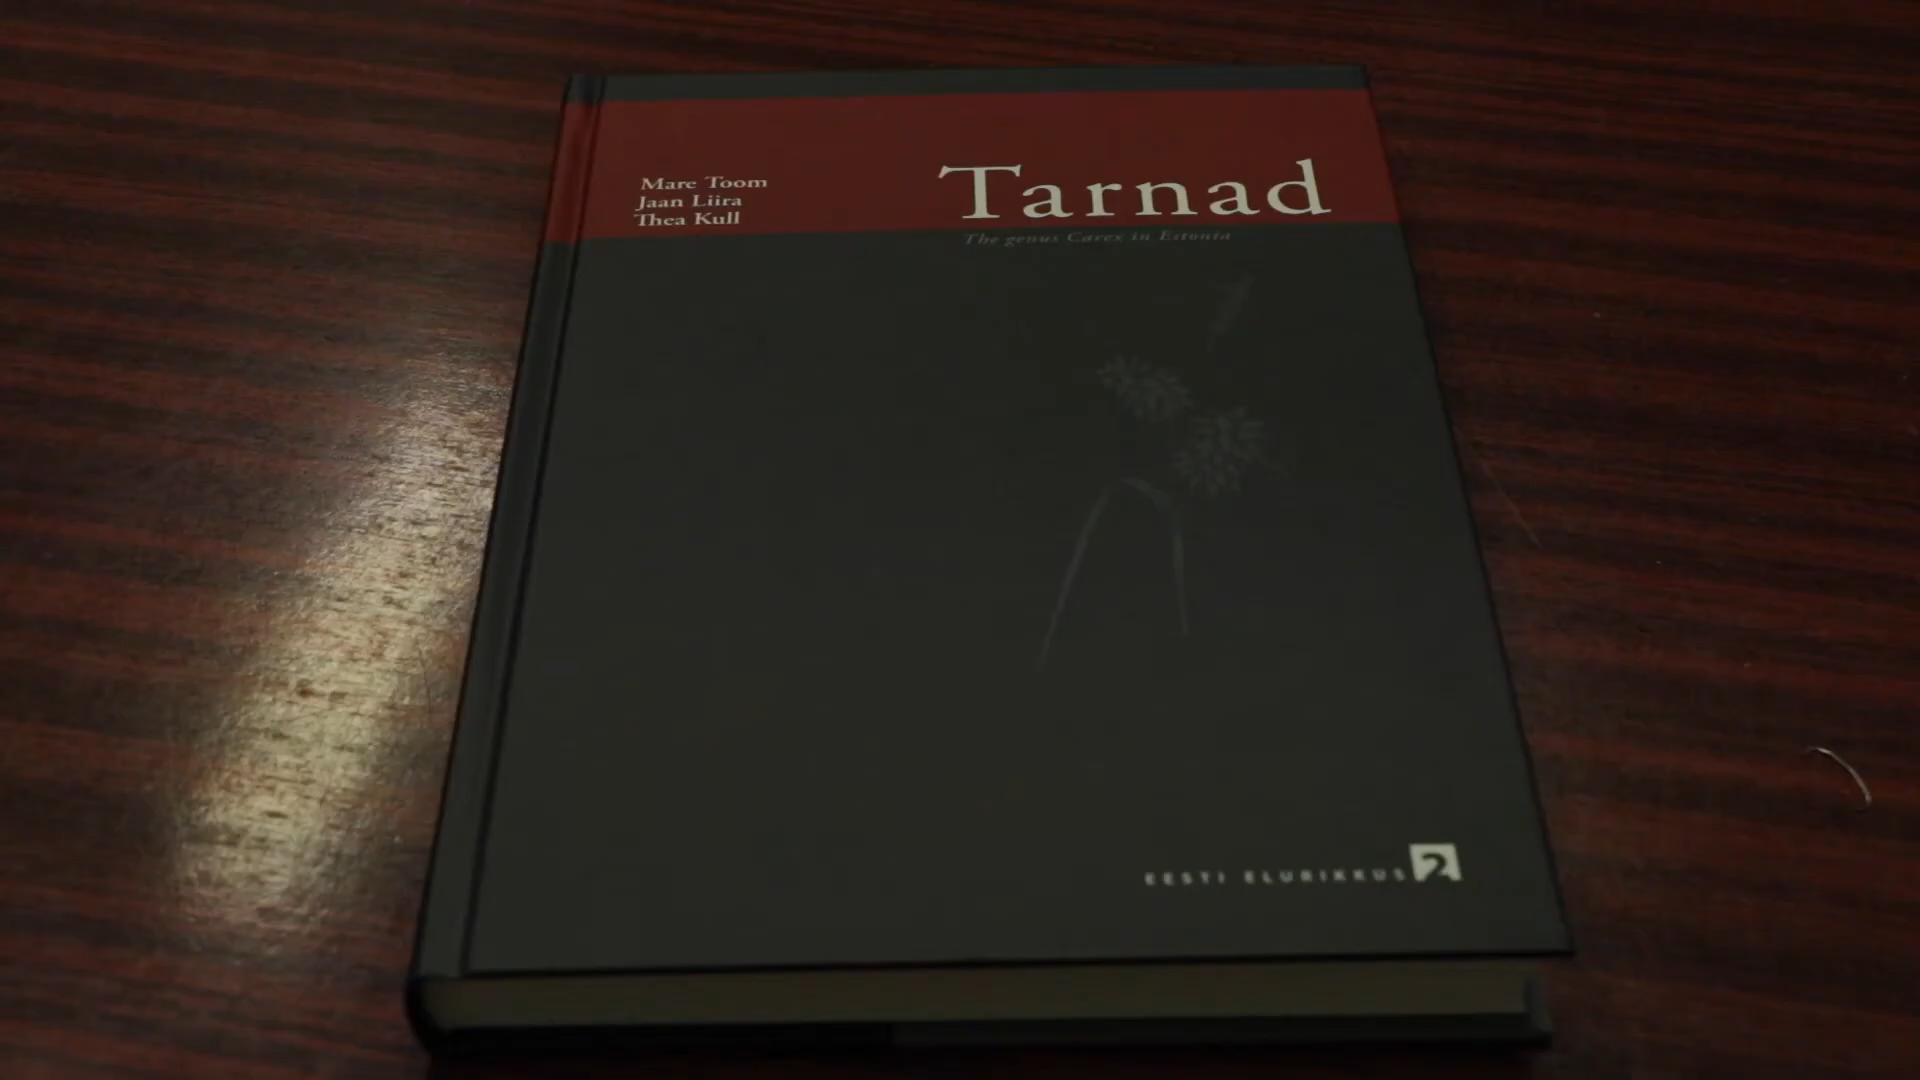 Mare Toom
Jaan Liira
Thea Kull
Tarnad
The genus Carex in Estonia
EESTI ELURIKKUS 2